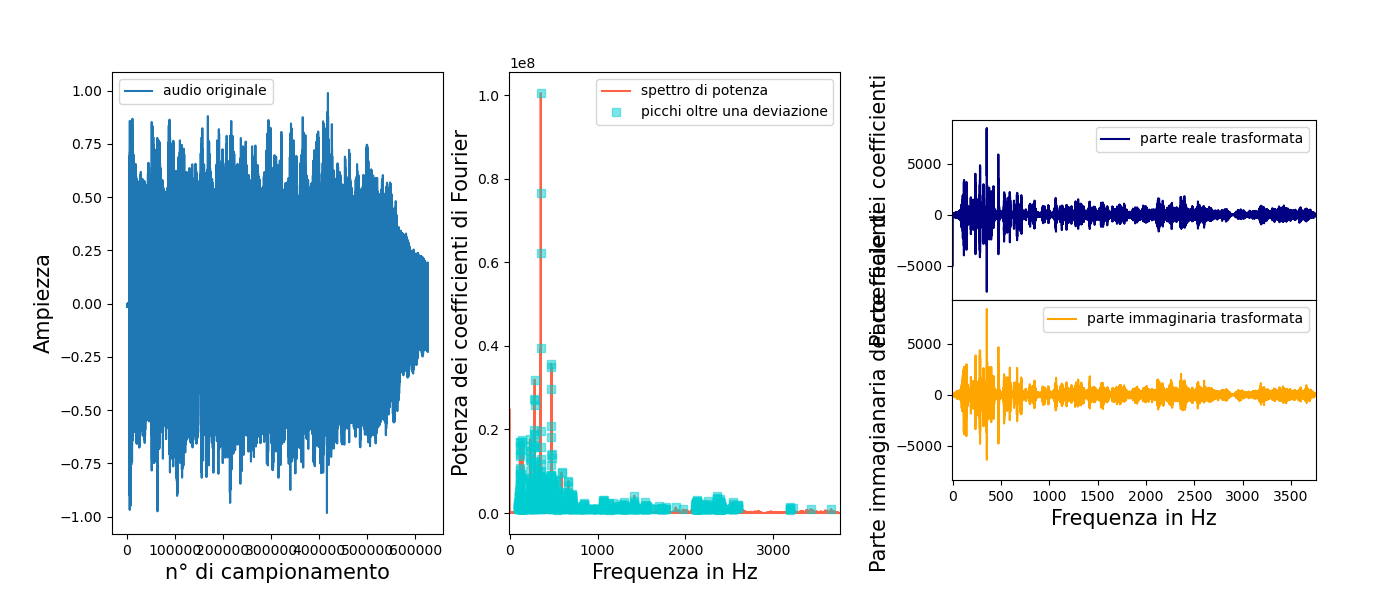 audio originale
1.00
0.75
0.50
0.25
0.00
−0.25
−0.50
−0.75
−1.00
Ampiezza
0 100000 200000 300000 400000 500000 600000
n° di campionamento
1e8
spettro di potenza
picchi oltre una deviazione
1.0
0.8
0.6
0.4
0.2
0.0
Potenza dei coefficienti di Fourier
0 1000 2000 3000
Frequenza in Hz
parte reale trasformata
5000
0
−5000
Parte reale dei coefficienti
parte immaginaria trasformata
5000
0
−5000
Parte immagianaria dei coefficienti
0 500 1000 1500 2000 2500 3000 3500
Frequenza in Hz